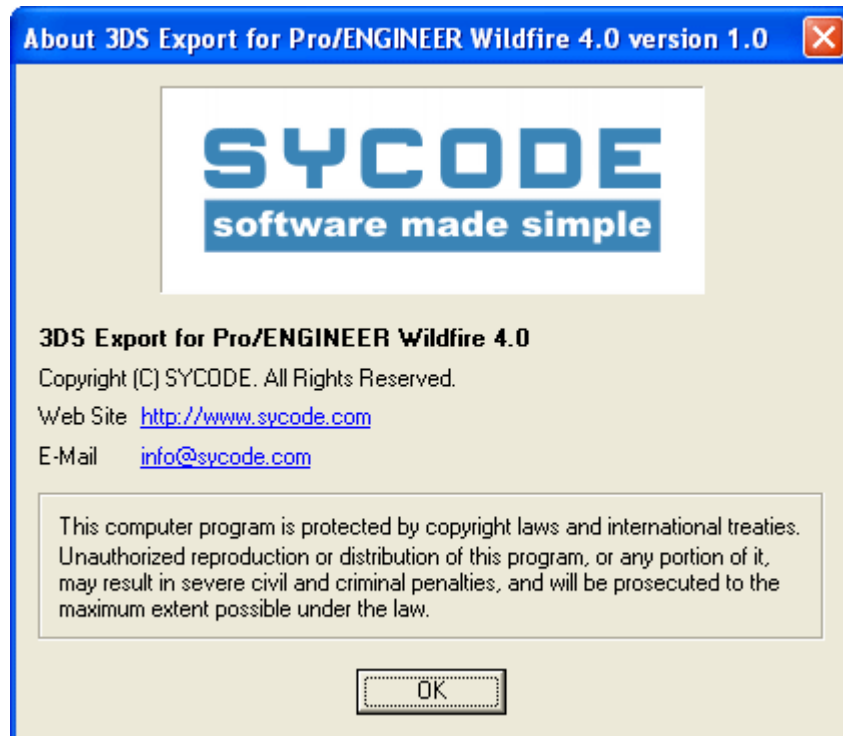 About 3DS Export for Pro/ENGINEER Wildfire 4.0 version 1.0
SYCODE
software made simple
3DS Export for Pro/ENGINEER Wildfire 4.0
Copyright (C) SYCODE. All Rights Reserved.
Web Site http://www.sycode.com
E-Mail info@sycode.com
This computer program is protected by copyright laws and international treaties.
Unauthorized reproduction or distribution of this program, or any portion of it,
may result in severe civil and criminal penalties, and will be prosecuted to the
maximum extent possible under the law.
OK